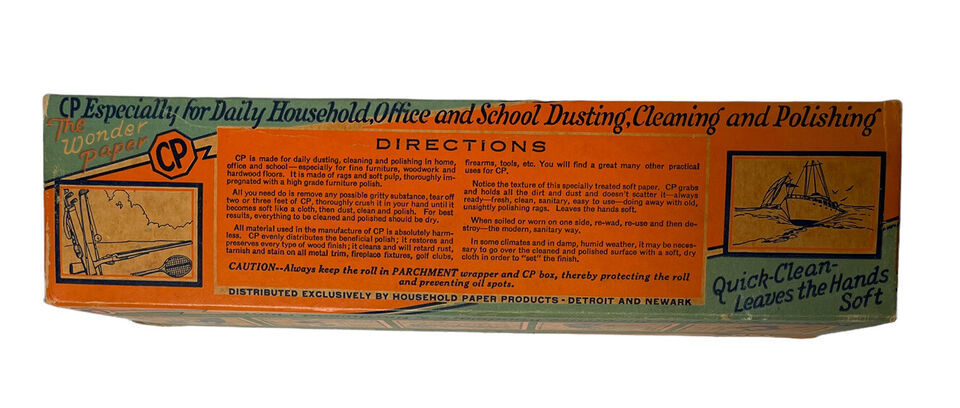 CP Especially for Daily Household, Office and School Dusting, Cleaning and Polishing
The
Wonder
Paper
CP
DIRECTIONS
CP is made for daily dusting, cleaning and polishing in home,
office and school—especially for fine furniture, woodwork and
hardwood floors. It is made of rags and soft pulp, thoroughly im-
pregnated with a high grade furniture polish.
All you need do is remove any possible gritty substance, tear off
two or three feet of CP, thoroughly crush it in your hand until it
becomes soft like a cloth, then dust, clean and polish. For best
results, everything to be cleaned and polished should be dry.
All material used in the manufacture of CP is absolutely harm-
less. CP evenly distributes the beneficial polish; it restores and
preserves every type of wood finish; it cleans and will retard rust,
tarnish and stain on all metal trim, fireplace fixtures, golf clubs,
firearms, tools, etc. You will find a great many other practical
uses for CP.
Notice the texture of this specially treated soft paper. CP grabs
and holds all the dirt and dust and doesn't scatter it—always
ready—fresh, clean, sanitary, easy to use—doing away with old,
unsightly polishing rags. Leaves the hands soft.
When soiled or worn on one side, re-wad, re-use and then de-
stroy—the modern, sanitary way.
In some climates and in damp, humid weather, it may be neces-
sary to go over the cleaned and polished surface with a soft, dry
cloth in order to "set" the finish.
CAUTION--Always keep the roll in PARCHMENT wrapper and CP box, thereby protecting the roll
and preventing oil spots.
DISTRIBUTED EXCLUSIVELY BY HOUSEHOLD PAPER PRODUCTS - DETROIT AND NEWARK
Quick-Clean-
Leaves the Hands
Soft